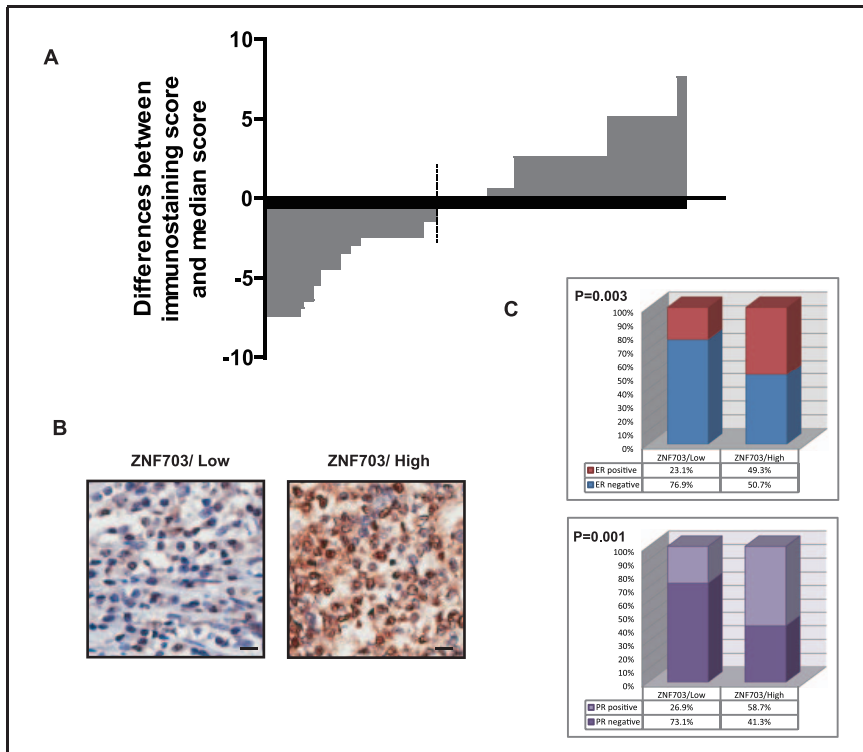 A
Differences between
immunostaining score
and median score
10
5
0
-5
-10
B
ZNF703/ Low
ZNF703/ High
C
P=0.003
100%
90%
80%
70%
60%
50%
40%
30%
20%
10%
0%
ZNF703/Low ZNF703/High
ER positive 23.1% 49.3%
ER negative 76.9% 50.7%
P=0.001
100%
90%
80%
70%
60%
50%
40%
30%
20%
10%
0%
ZNF703/Low ZNF703/High
PR positive 26.9% 58.7%
PR negative 73.1% 41.3%